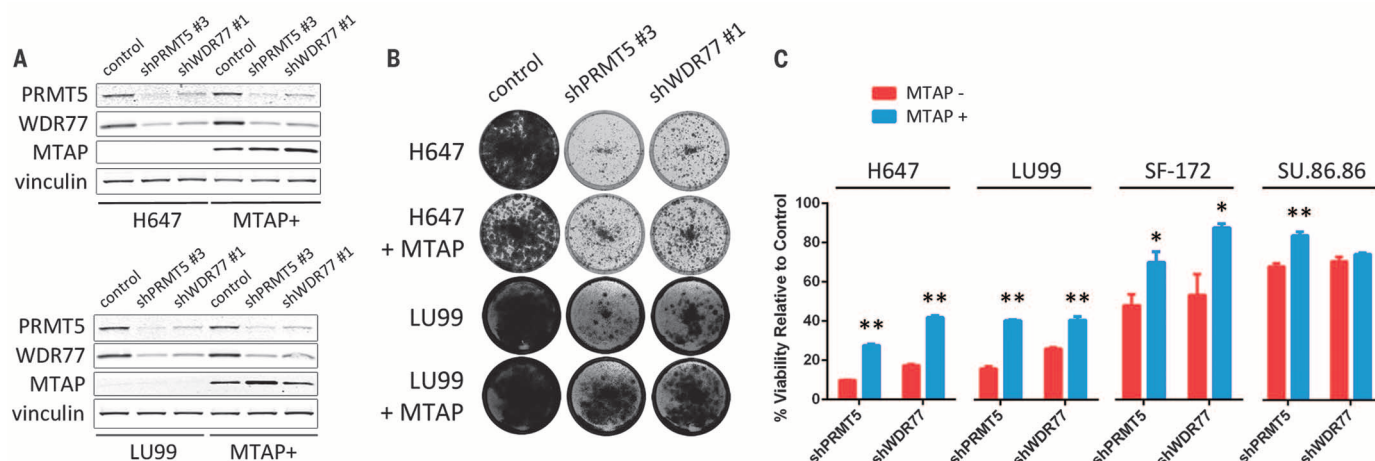 A
control
shPRMT5 #3
shWDR77 #1
control
shPRMT5 #3
shWDR77 #1
PRMT5
WDR77
MTAP
vinculin
H647 MTAP+
control
shPRMT5 #3
shWDR77 #1
control
shPRMT5 #3
shWDR77 #1
PRMT5
WDR77
MTAP
vinculin
LU99 MTAP+
B
control
shPRMT5 #3
shWDR77 #1
H647
H647
+ MTAP
LU99
LU99
+ MTAP
C
MTAP -
MTAP +
H647 LU99 SF-172 SU.86.86
% Viability Relative to Control
100
80
60
40
20
0
** ** ** ** * * **
shPRMT5 shWDR77 shPRMT5 shWDR77 shPRMT5 shWDR77 shPRMT5 shWDR77